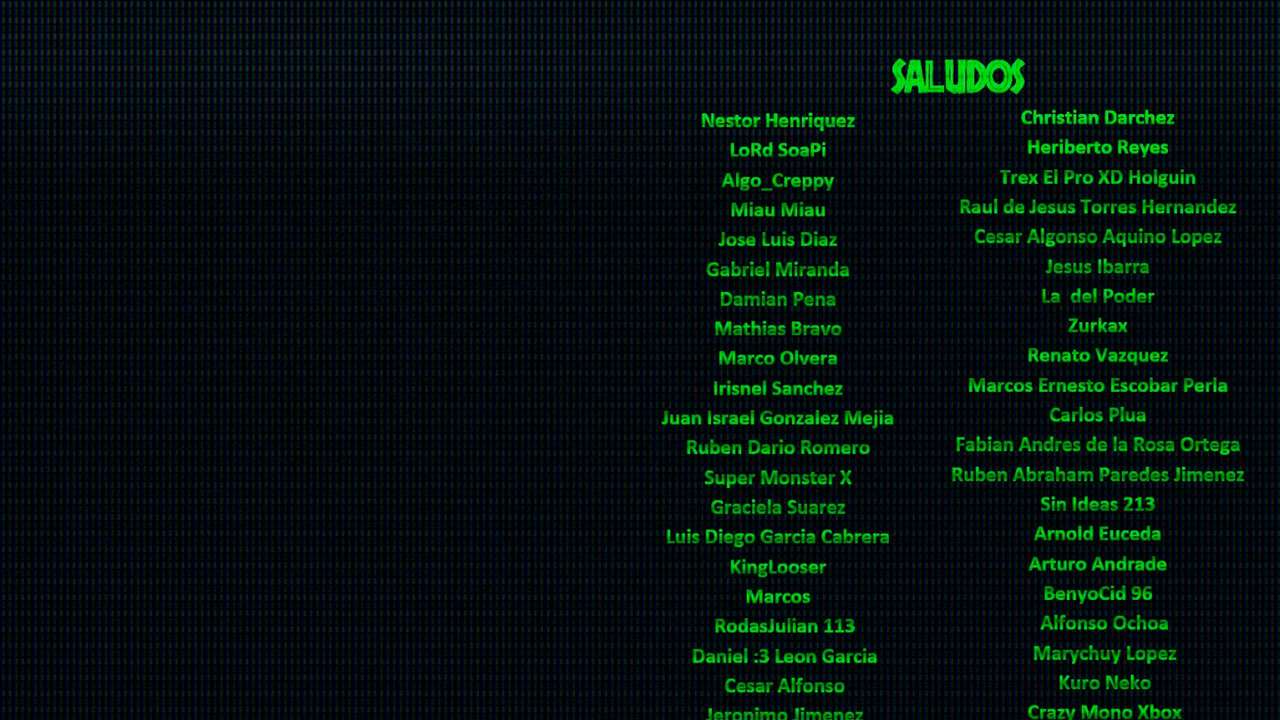 SALUDOS
Nestor Henriquez
LoRd SoaPi
Algo_Creppy
Miau Miau
Jose Luis Diaz
Gabriel Miranda
Damian Pena
Mathias Bravo
Marco Olvera
Irisnel Sanchez
Juan Israel Gonzalez Mejia
Ruben Dario Romero
Super Monster X
Graciela Suarez
Luis Diego Garcia Cabrera
KingLooser
Marcos
RodasJulian 113
Daniel :3 Leon Garcia
Cesar Alfonso
Jeronimo Jimenez
Christian Darchez
Heriberto Reyes
Trex El Pro XD Holguin
Raul de Jesus Torres Hernandez
Cesar Algonso Aquino Lopez
Jesus Ibarra
La  del Poder
Zurkax
Renato Vazquez
Marcos Ernesto Escobar Perla
Carlos Plua
Fabian Andres de la Rosa Ortega
Ruben Abraham Paredes Jimenez
Sin Ideas 213
Arnold Euceda
Arturo Andrade
BenyoCid 96
Alfonso Ochoa
Marychuy Lopez
Kuro Neko
Crazy Mono Xbox